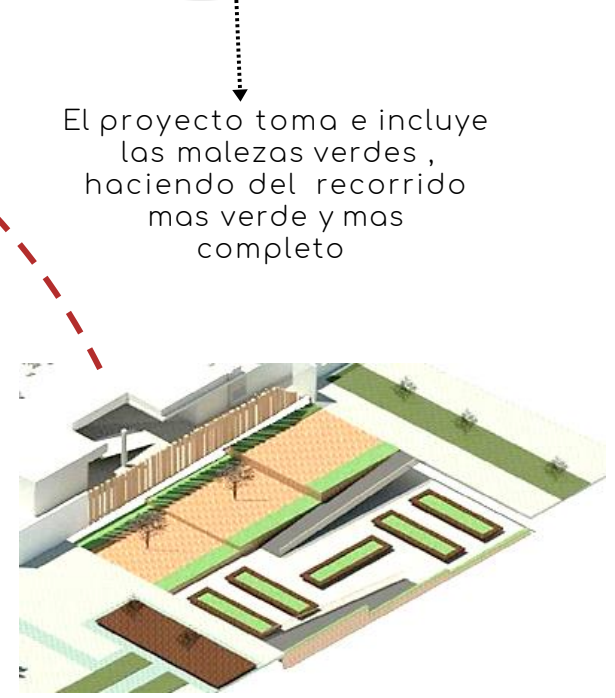 El proyecto toma e incluye
las malezas verdes ,
haciendo del recorrido
mas verde y mas
completo